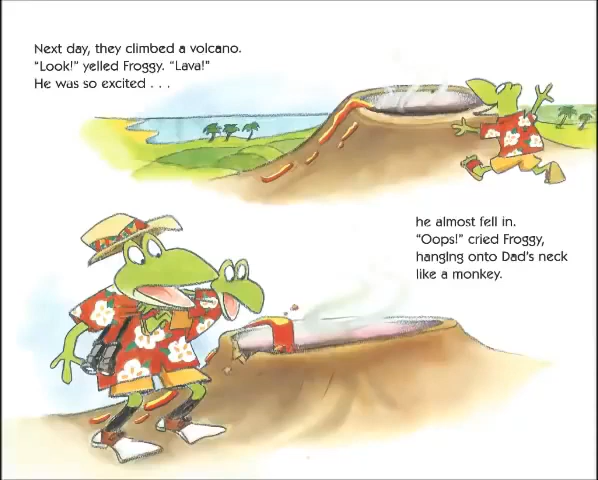 Next day, they climbed a volcano.
"Look!" yelled Froggy. "Lava!"
He was so excited . . .
he almost fell in.
"Oops!" cried Froggy,
hanging onto Dad's neck
like a monkey.